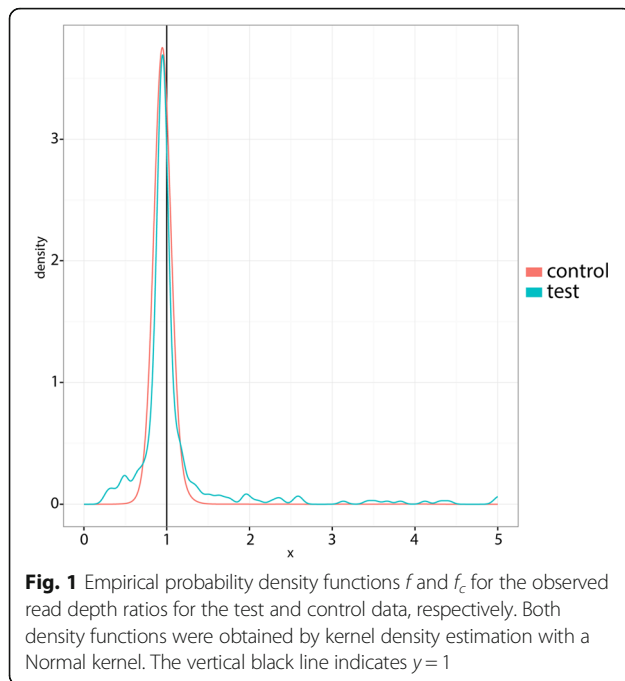 3
2
1
0
density
0
1
2
3
4
5
x
control
test
Fig. 1 Empirical probability density functions f and f_c for the observed
read depth ratios for the test and control data, respectively. Both
density functions were obtained by kernel density estimation with a
Normal kernel. The vertical black line indicates y = 1